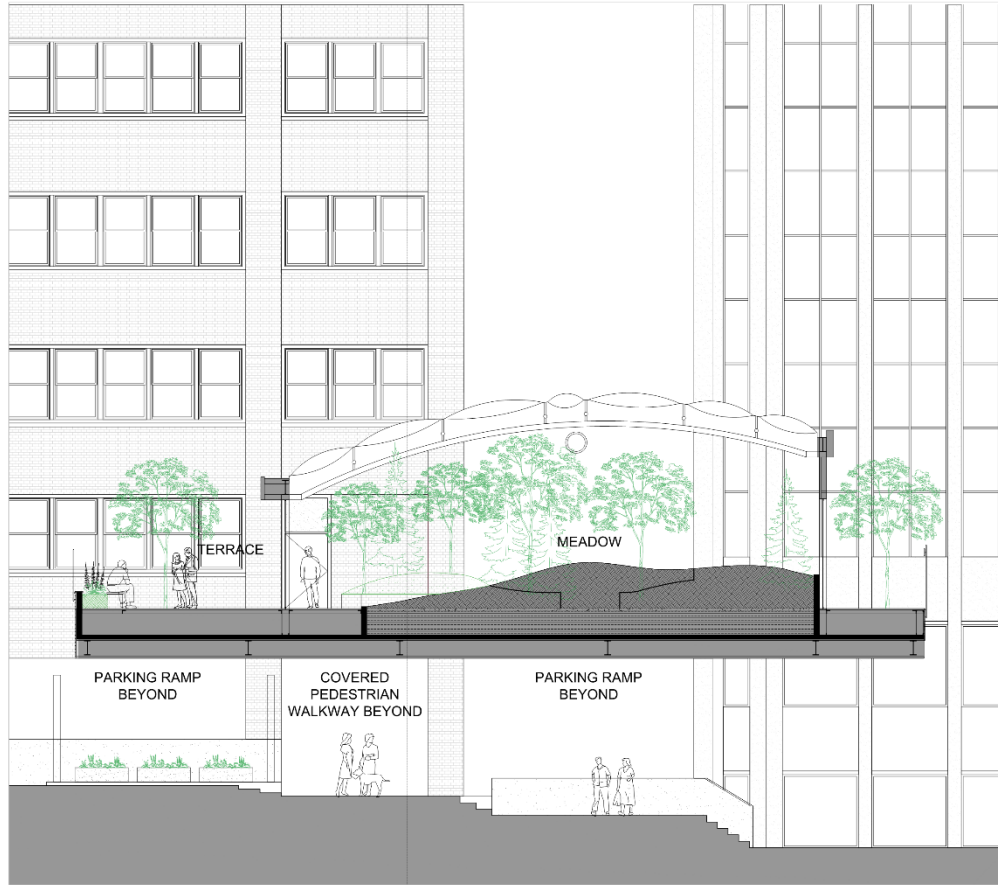 TERRACE
MEADOW
PARKING RAMP
BEYOND
COVERED
PEDESTRIAN
WALKWAY BEYOND
PARKING RAMP
BEYOND